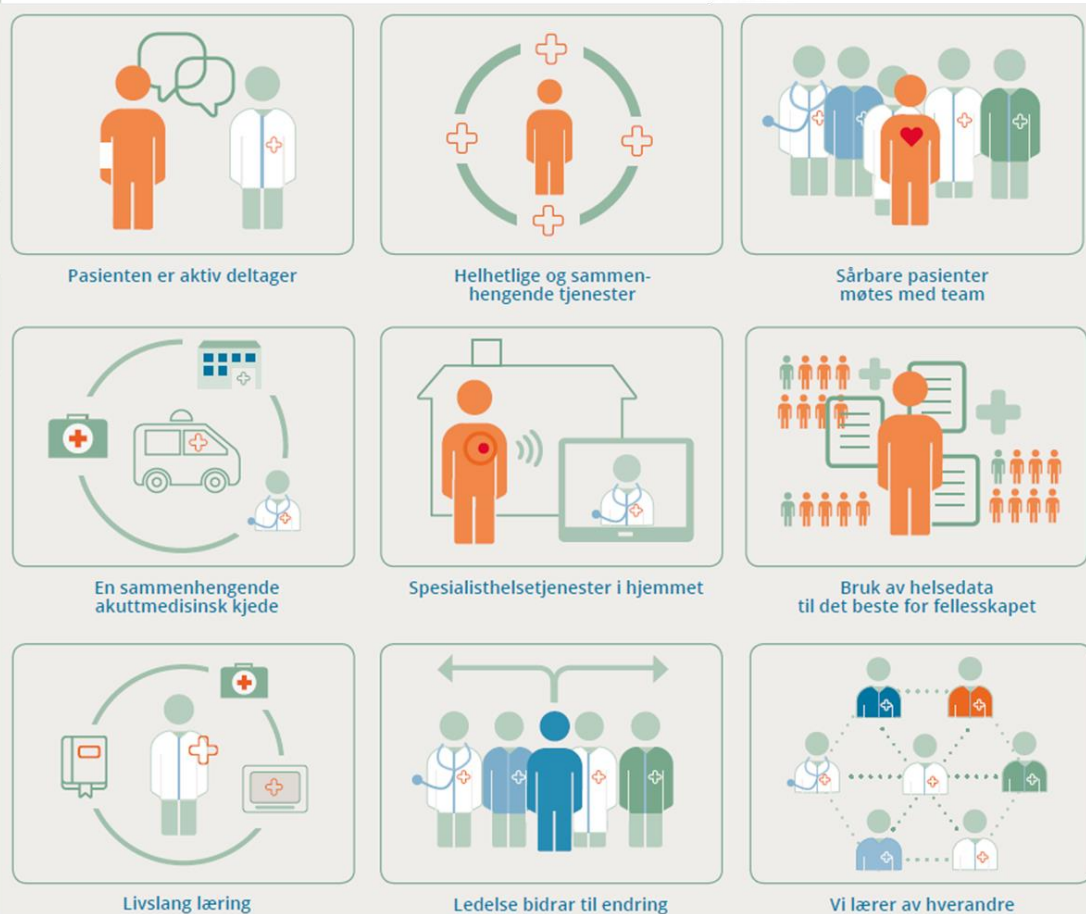 Pasienten er aktiv deltager
Helhetlige og sammen-
hengende tjenester
Sårbare pasienter
møtes med team
En sammenhengende
akuttmedisinsk kjede
Spesialisthelsetjenester i hjemmet
Bruk av helsedata
til det beste for fellesskapet
Livslang læring
Ledelse bidrar til endring
Vi lærer av hverandre